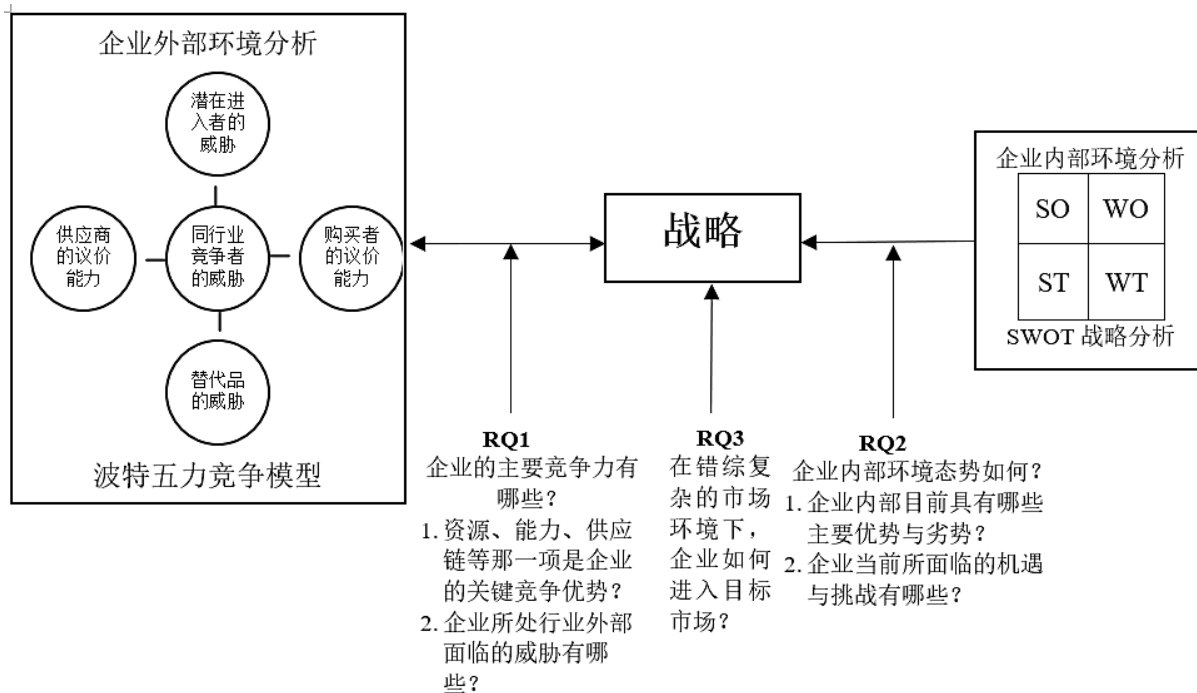 企业外部环境分析
潜在进
入者的
威胁
供应商
的议价
能力
同行业
竞争者
的威胁
购买者
的议价
能力
替代品
的威胁
波特五力竞争模型
战略
企业内部环境分析
SO
WO
ST
WT
SWOT 战略分析
RQ1
企业的主要竞争力有
哪些？
1. 资源、能力、供应
链等那一项是企业
的关键竞争优势？
2. 企业所处行业外部
面临的威胁有哪
些？
RQ3
在错综复
杂的市场
环境下，
企业如何
进入目标
市场？
RQ2
企业内部环境态势如何？
1. 企业内部目前具有哪些
主要优势与劣势？
2. 企业当前所面临的机遇
与挑战有哪些？